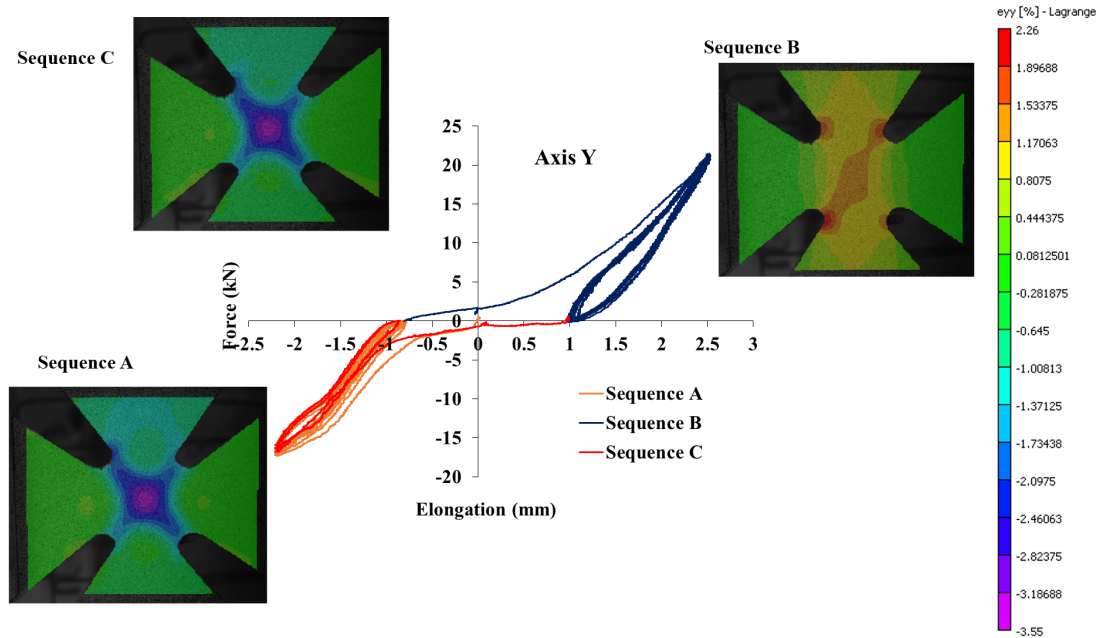 eyy [%] - Lagrange
Sequence C
Sequence B
2.26
1.89688
1.53375
1.17063
0.8075
0.444375
0.0812501
-0.281875
-0.645
-1.00813
-1.37125
-1.73438
-2.0975
-2.46063
-2.82375
-3.18688
-3.55
Axis Y
25
20
15
10
5
0
-5
-10
-15
-20
Force (kN)
-2.5 -2 -1.5 -1 -0.5 0 0.5 1 1.5 2 2.5 3
Sequence A
Sequence A
Sequence B
Sequence C
Elongation (mm)